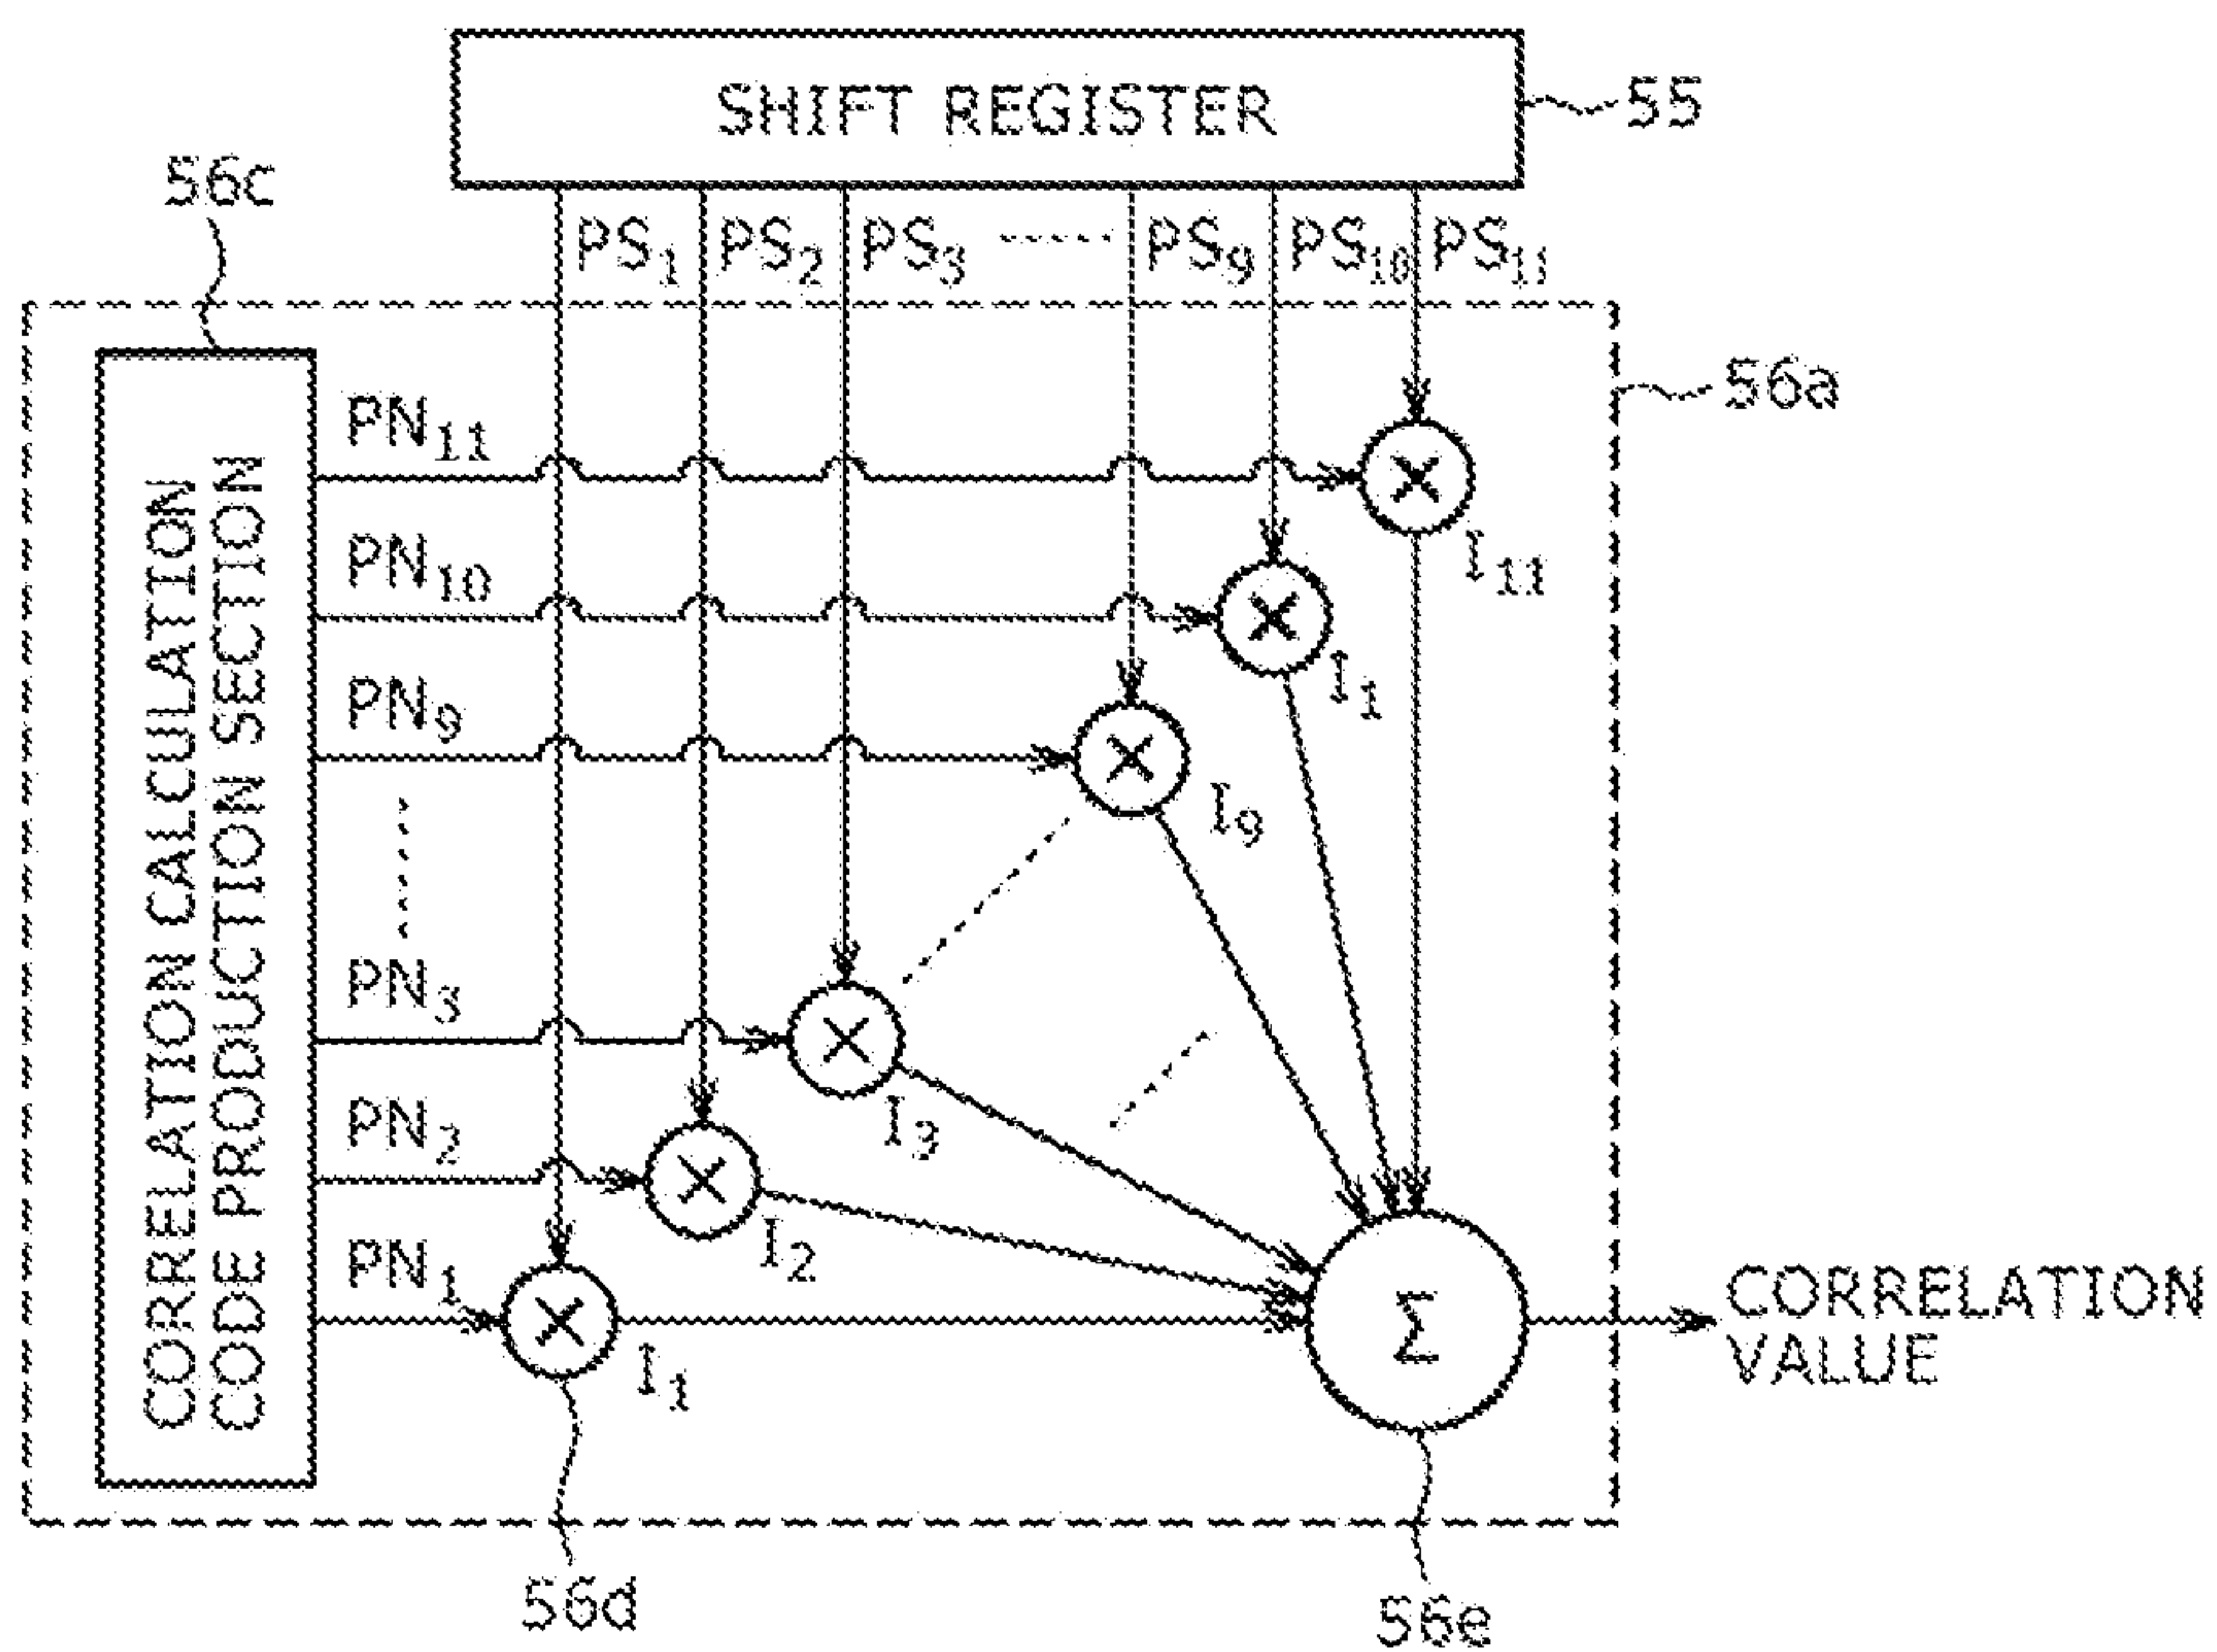 SHIFT REGISTER
55
56c
PS1 PS2 PS3 PS9 PS10 PS11
56a
PN11
I11
PN10
I1
PN9
I9
PN3
I3
PN2
I2
PN1
I1
CORRELATION CALCULATION
CODE PRODUCTION SECTION
Σ
CORRELATION
VALUE
56d
56e